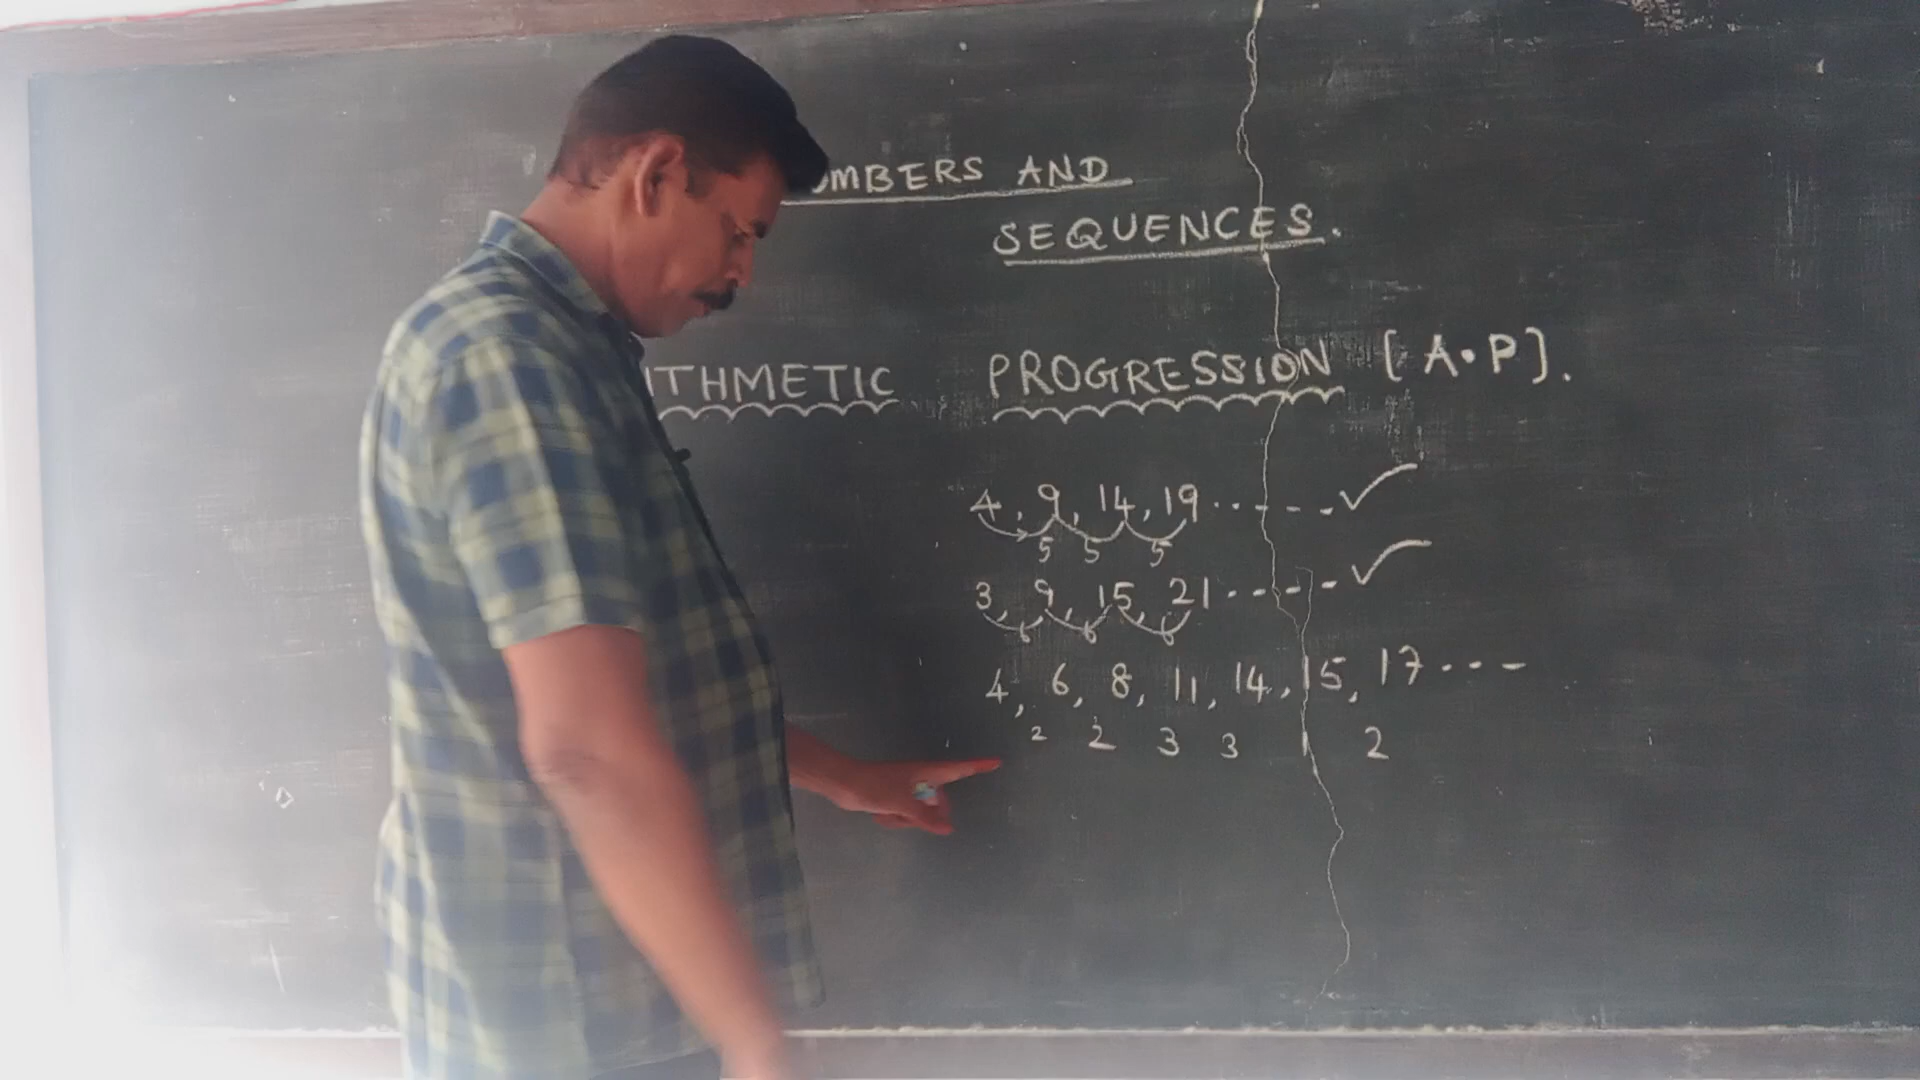 UMBERS AND
SEQUENCES.
ITHMETIC PROGRESSION [A.P].
4, 9, 14, 19.......
5 5 5
3, 9, 15, 21......
6 6 6
4, 6, 8, 11, 14, 15, 17...
2 2 3 3 1 2